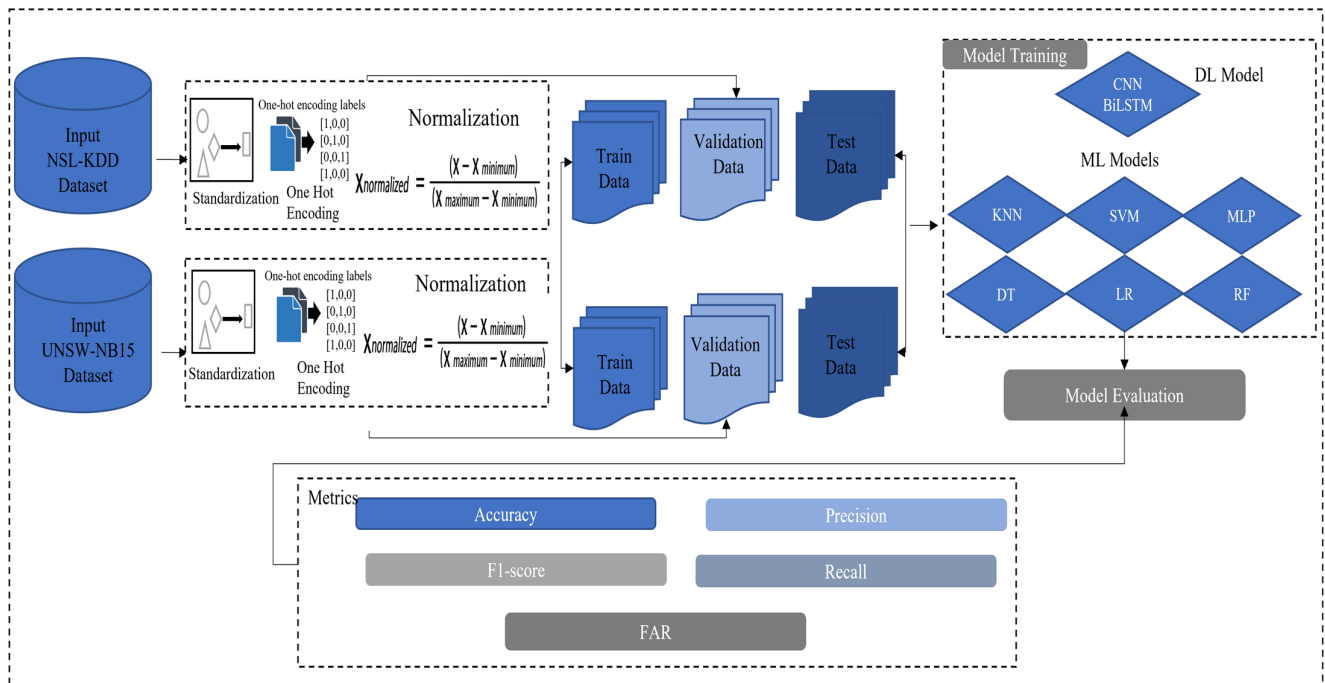 Input
NSL-KDD
Dataset
Standardization
One-hot encoding labels
[1,0,0]
[0,1,0]
[0,0,1]
[1,0,0]
One Hot
Encoding
Normalization
X normalized = (X − X minimum)
(X maximum − X minimum)
Train
Data
Validation
Data
Test
Data
Input
UNSW-NB15
Dataset
Standardization
One-hot encoding labels
[1,0,0]
[0,1,0]
[0,0,1]
[1,0,0]
One Hot
Encoding
Normalization
X normalized = (X − X minimum)
(X maximum − X minimum)
Train
Data
Validation
Data
Test
Data
Model Training
CNN
BiLSTM
DL Model
ML Models
KNN
SVM
MLP
DT
LR
RF
Model Evaluation
Metrics
Accuracy
Precision
F1-score
Recall
FAR